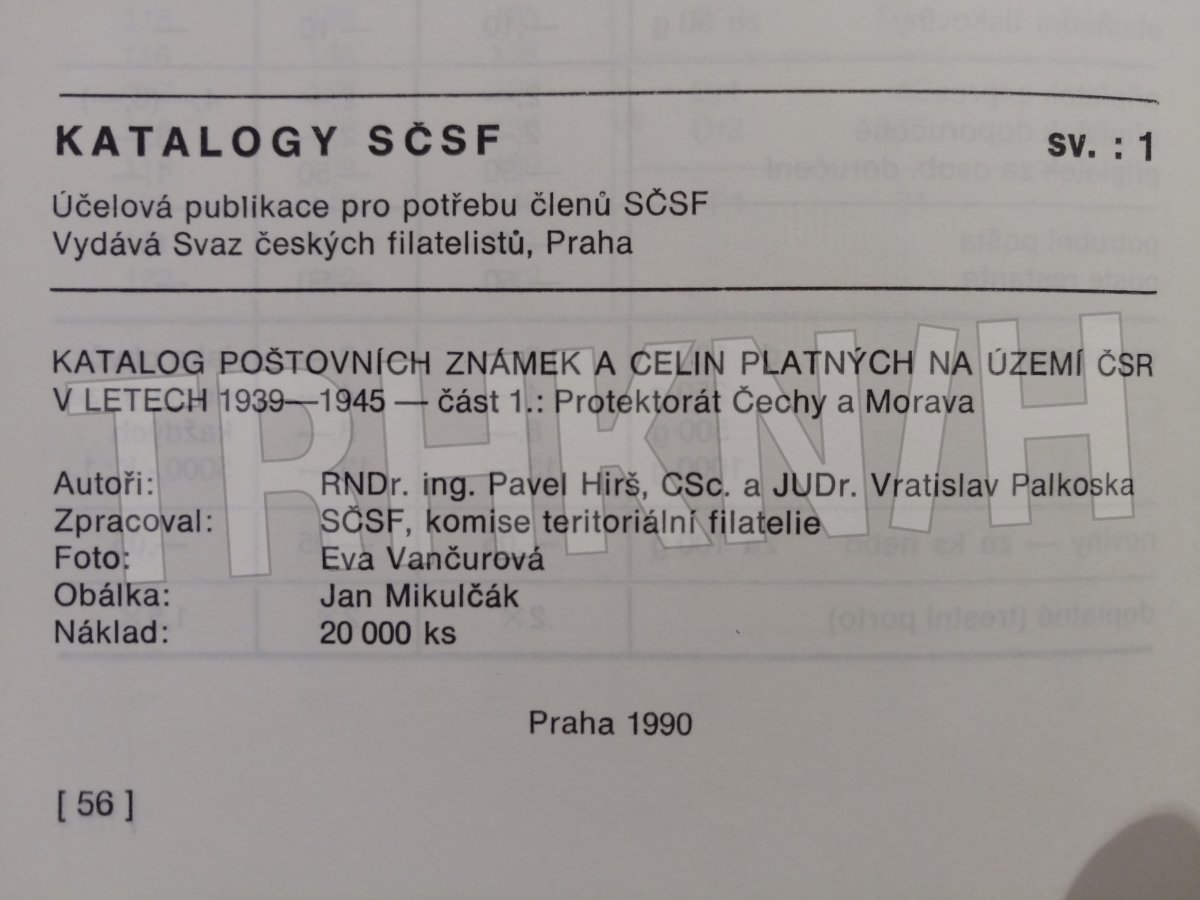 KATALOGY SČSF sv. : 1
Účelová publikace pro potřebu členů SČSF
Vydává Svaz českých filatelistů, Praha
KATALOG POŠTOVNÍCH ZNÁMEK A CELIN PLATNÝCH NA ÚZEMÍ ČSR
V LETECH 1939—1945 — část 1.: Protektorát Čechy a Morava
TRHKNIH
Autoři: RNDr. ing. Pavel Hirš, CSc. a JUDr. Vratislav Palkoska
Zpracoval: SČSF, komise teritoriální filatelie
Foto: Eva Vančurová
Obálka: Jan Mikulčák
Náklad: 20 000 ks
Praha 1990
[ 56 ]